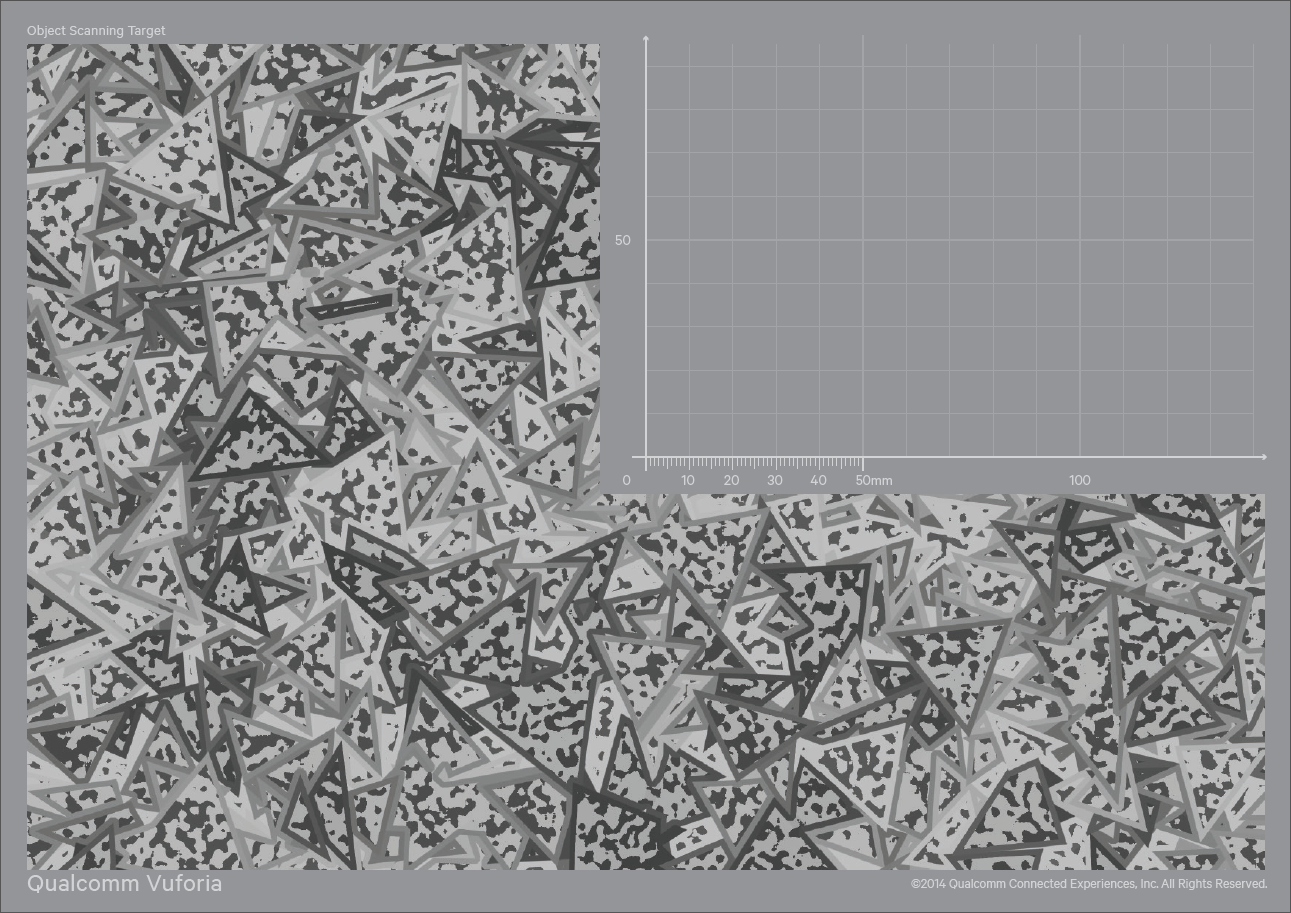 Object Scanning Target
50
0 10 20 30 40 50mm 100
Qualcomm Vuforia
©2014 Qualcomm Connected Experiences, Inc. All Rights Reserved.